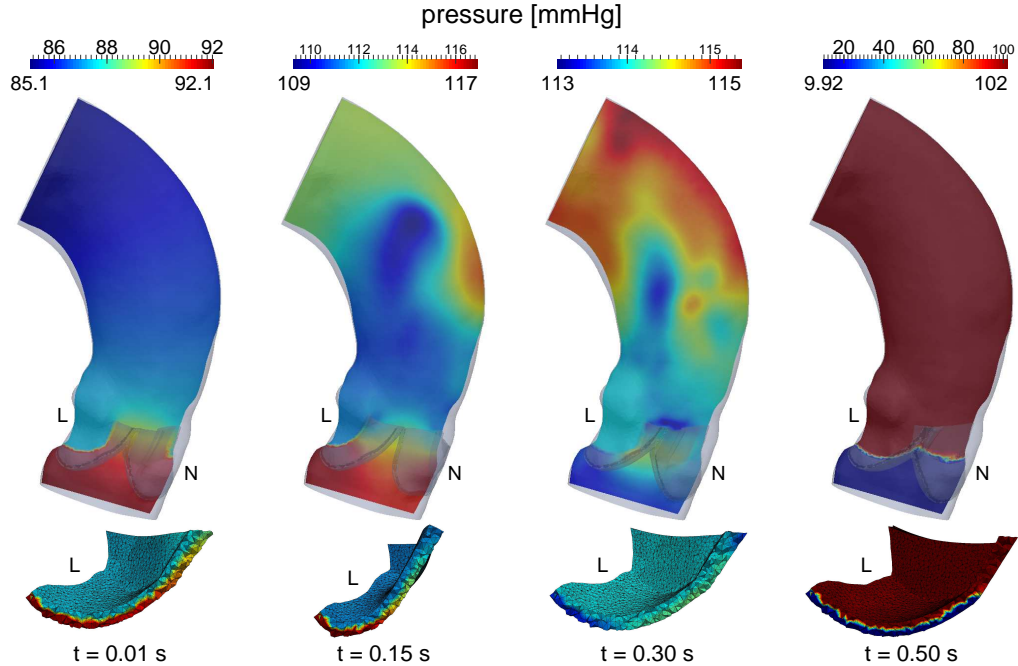 pressure [mmHg]
86 88 90 92
85.1 92.1
110 112 114 116
109 117
114 115
113 115
20 40 60 80 100
9.92 102
L L L L
N N N N
L L L L
t = 0.01 s t = 0.15 s t = 0.30 s t = 0.50 s